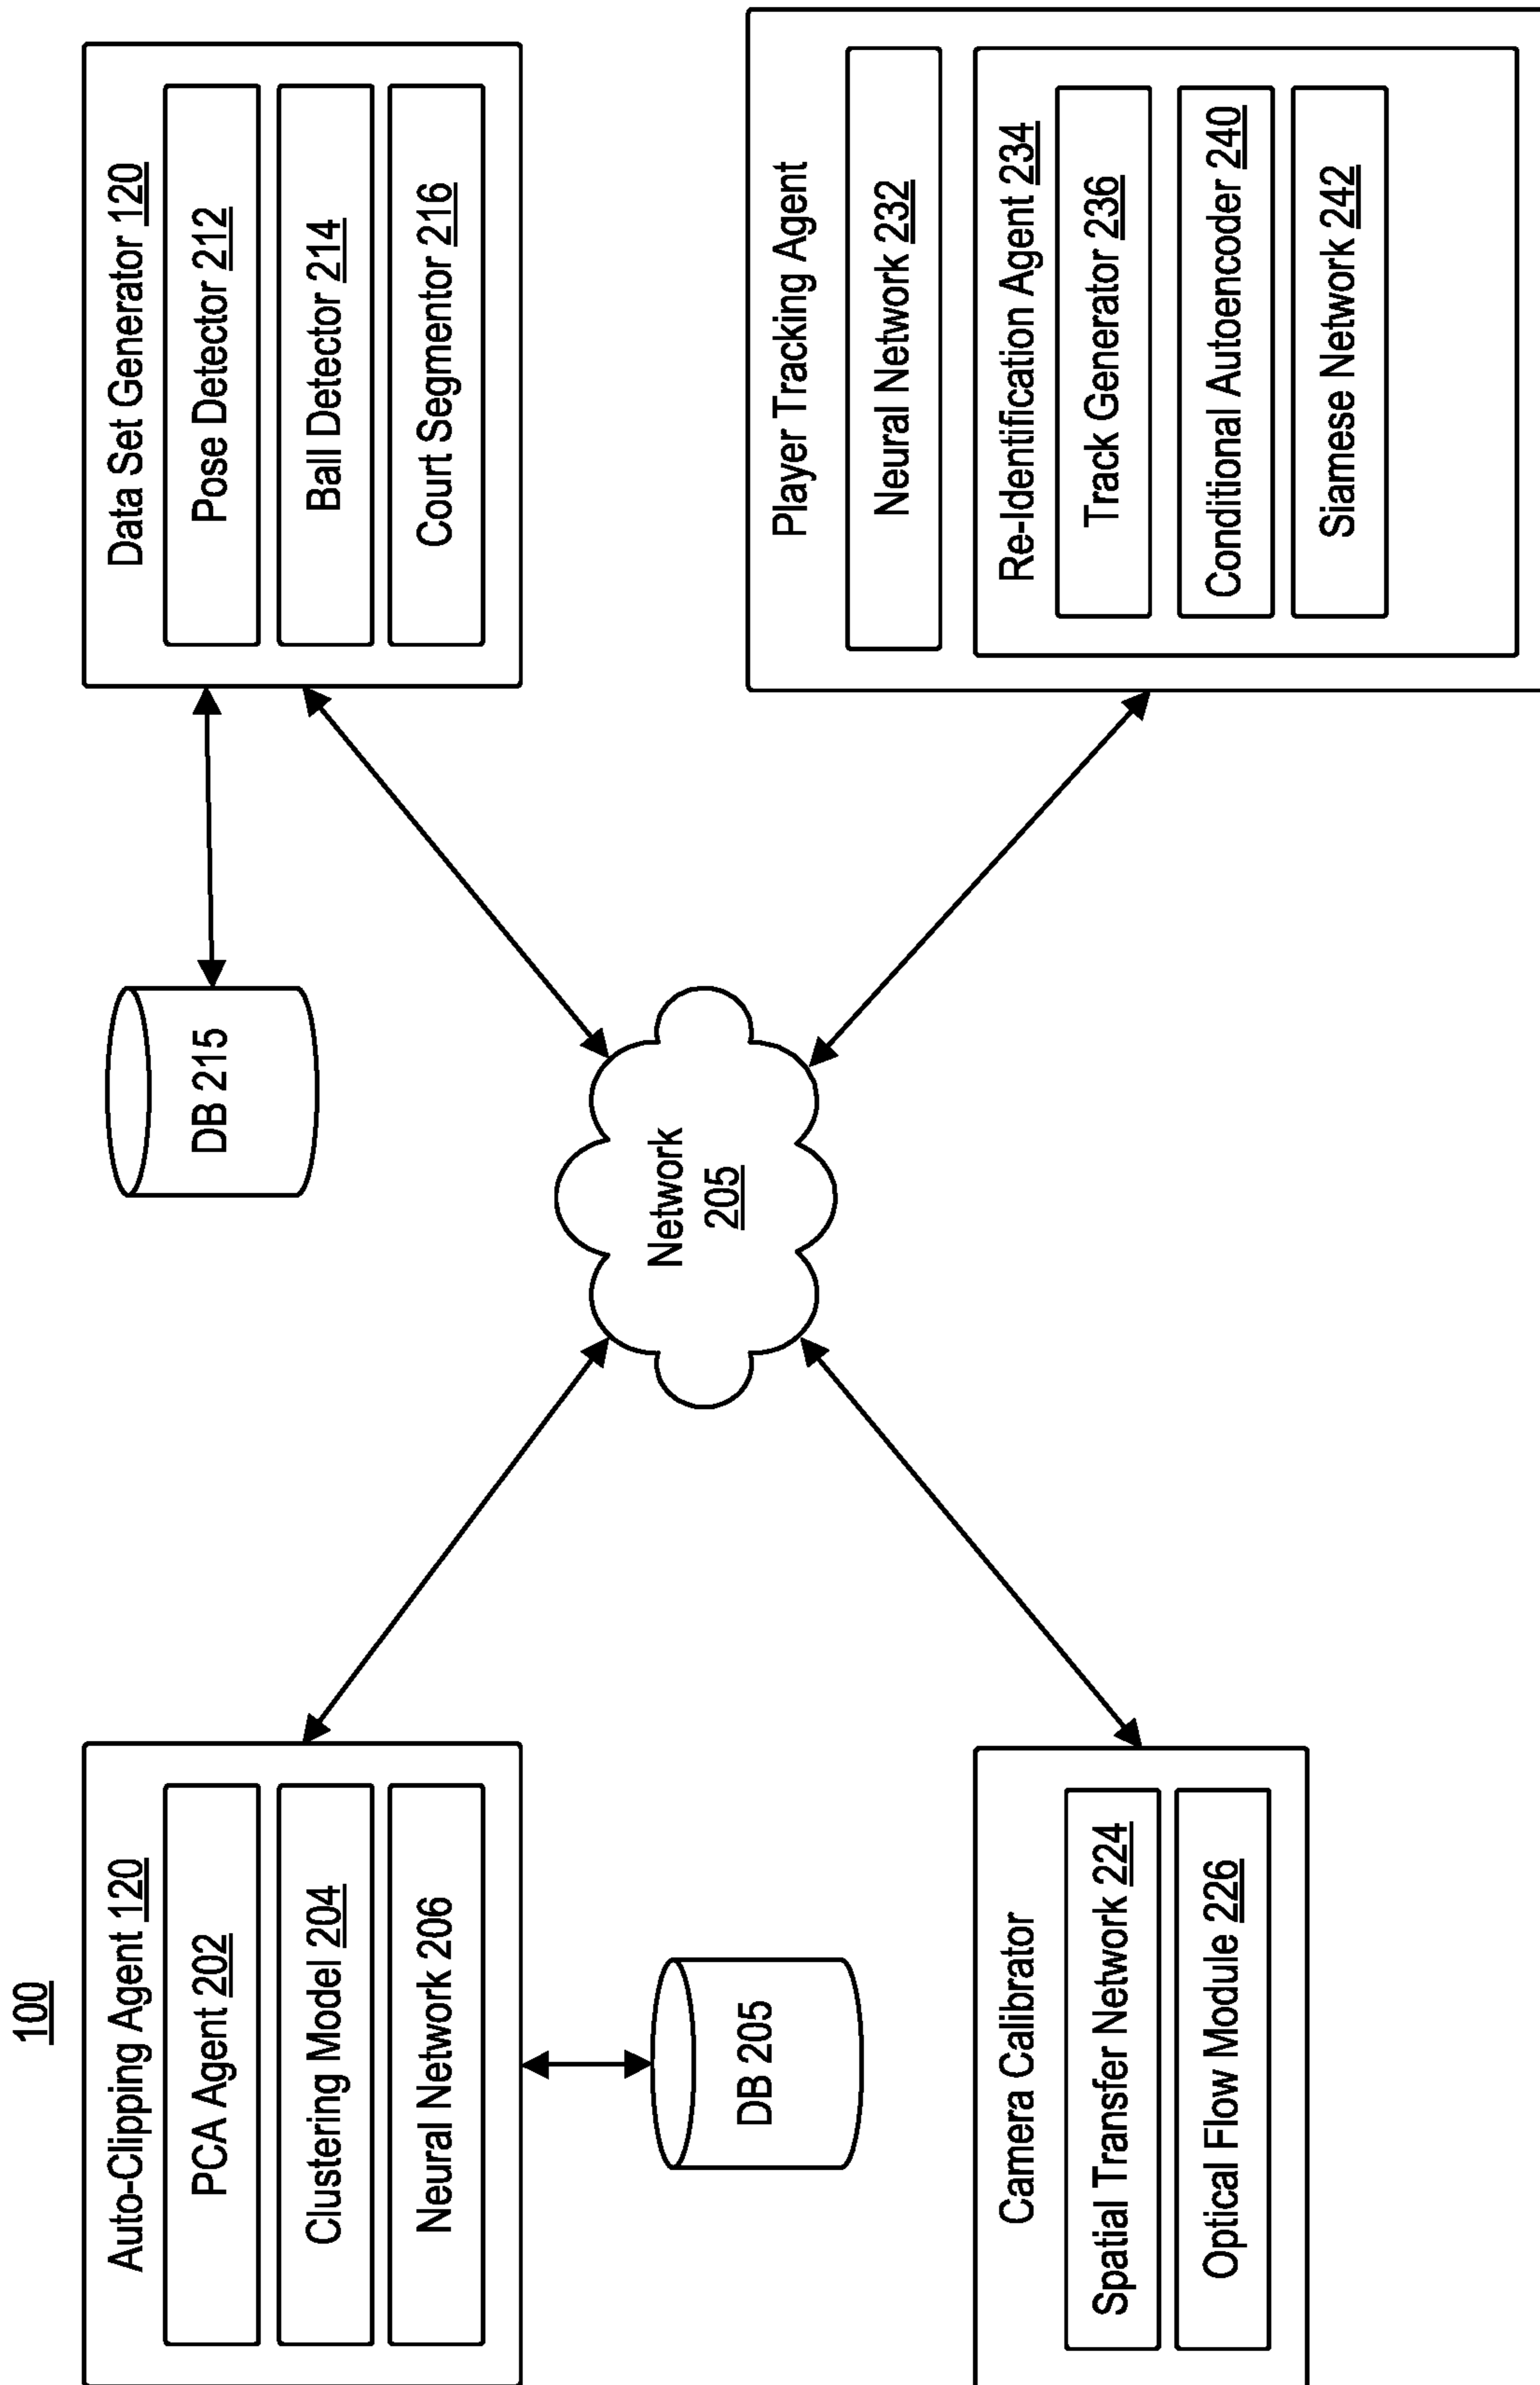 100
Auto-Clipping Agent 120
PCA Agent 202
Clustering Model 204
Neural Network 206
DB 205
Camera Calibrator
Spatial Transfer Network 224
Optical Flow Module 226
Network
205
DB 215
Data Set Generator 120
Pose Detector 212
Ball Detector 214
Court Segmentor 216
Player Tracking Agent
Neural Network 232
Re-Identification Agent 234
Track Generator 236
Conditional Autoencoder 240
Siamese Network 242